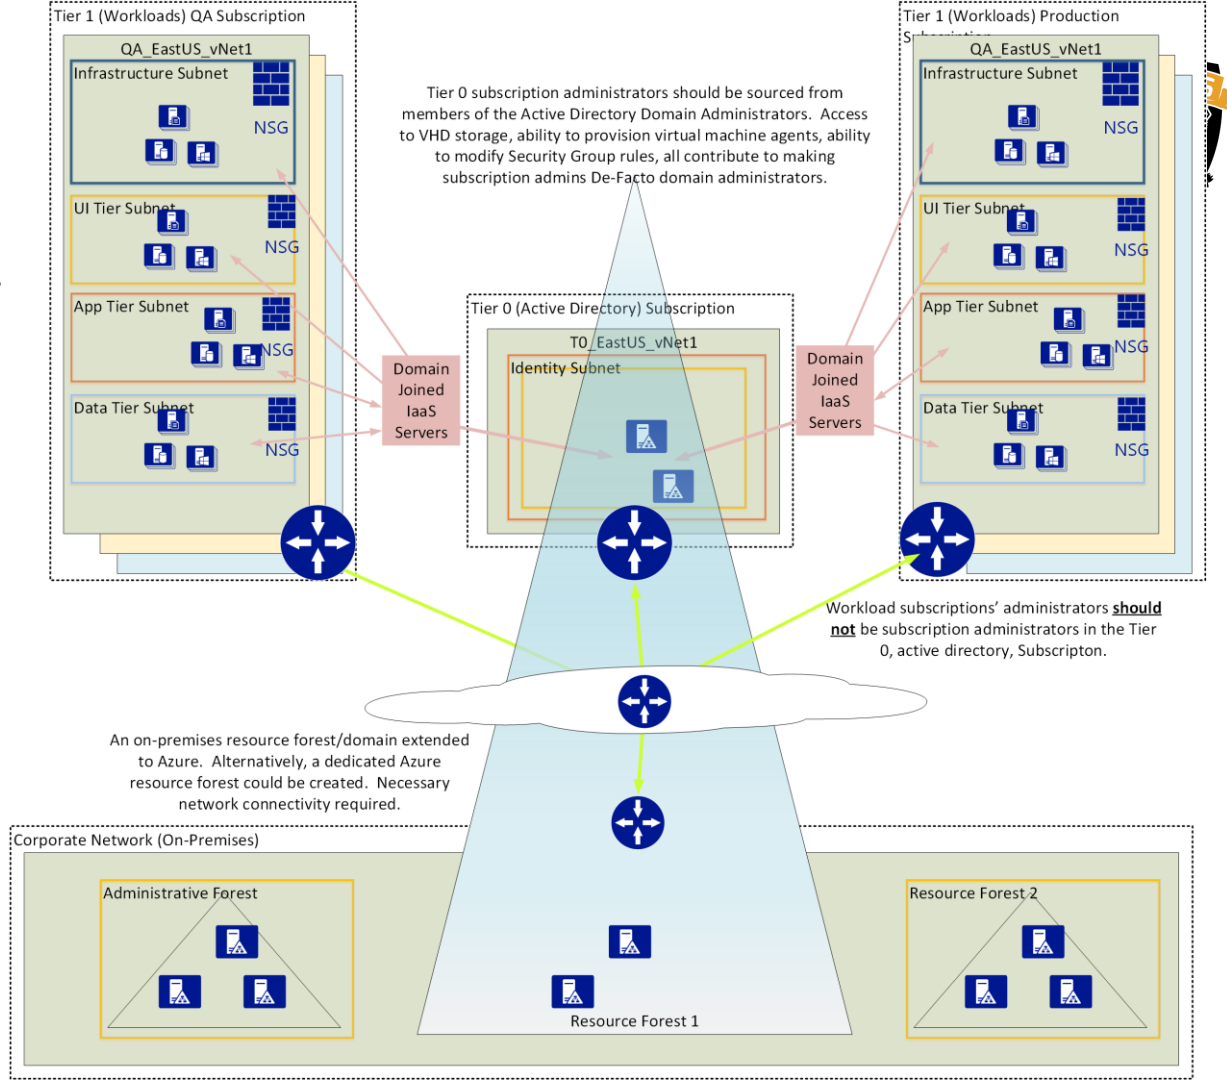 Tier 1 (Workloads) QA Subscription
QA_EastUS_vNet1
Infrastructure Subnet
NSG
UI Tier Subnet
NSG
App Tier Subnet
NSG
Data Tier Subnet
NSG
Tier 0 subscription administrators should be sourced from
members of the Active Directory Domain Administrators. Access
to VHD storage, ability to provision virtual machine agents, ability
to modify Security Group rules, all contribute to making
subscription admins De-Facto domain administrators.
Tier 0 (Active Directory) Subscription
T0_EastUS_vNet1
Identity Subnet
Domain
Joined
IaaS
Servers
Domain
Joined
IaaS
Servers
Tier 1 (Workloads) Production
Subscription
QA_EastUS_vNet1
Infrastructure Subnet
NSG
UI Tier Subnet
NSG
App Tier Subnet
NSG
Data Tier Subnet
NSG
Workload subscriptions’ administrators should
not be subscription administrators in the Tier
0, active directory, Subscripton.
An on-premises resource forest/domain extended
to Azure. Alternatively, a dedicated Azure
resource forest could be created. Necessary
network connectivity required.
Corporate Network (On-Premises)
Administrative Forest
Resource Forest 1
Resource Forest 2